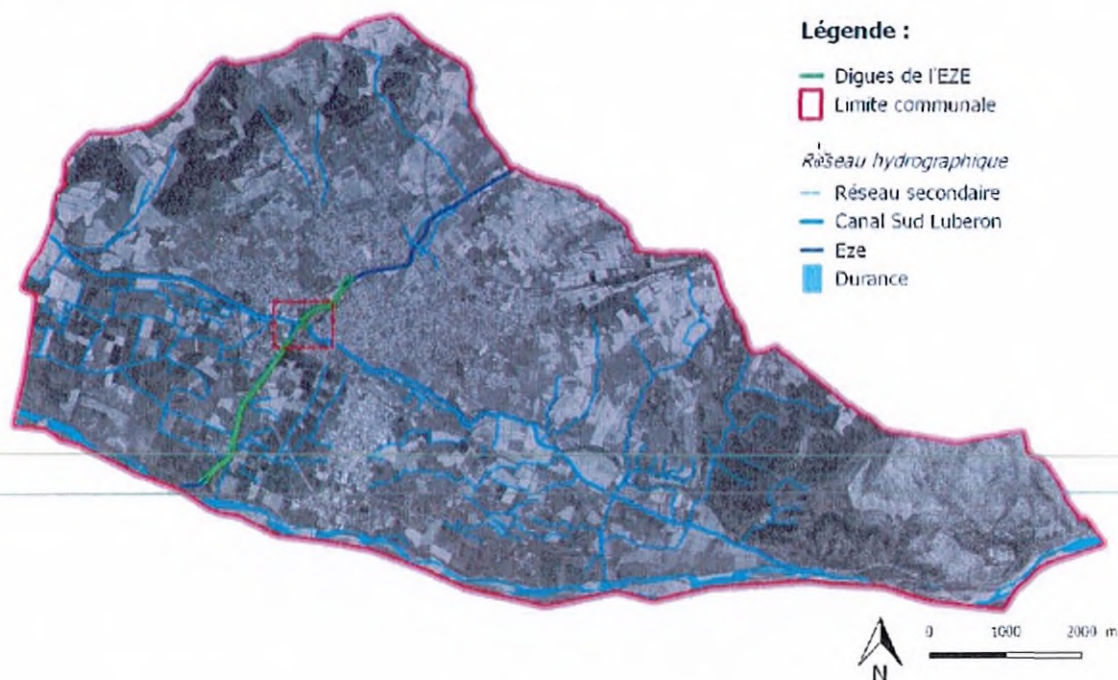 Légende :
Digues de l'EZE
Limite communale
Réseau hydrographique
Réseau secondaire
Canal Sud Luberon
Eze
Durance
0 1000 2000 m
N